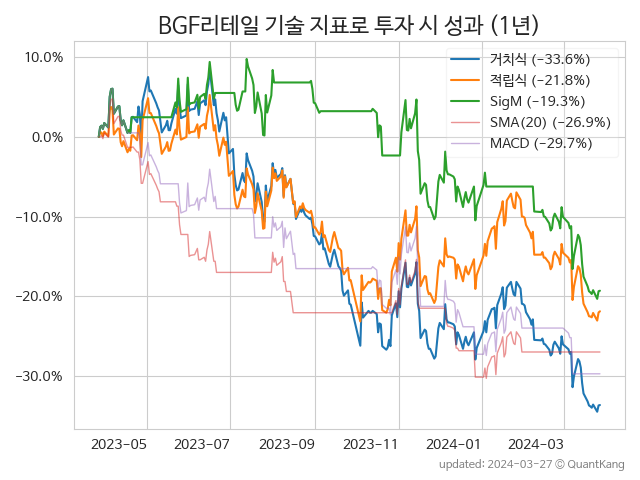 BGF리테일 기술 지표로 투자 시 성과 (1년)
10.0%
0.0%
−10.0%
−20.0%
−30.0%
거치식 (−33.6%)
적립식 (−21.8%)
SigM (−19.3%)
SMA(20) (−26.9%)
MACD (−29.7%)
2023-05 2023-07 2023-09 2023-11 2024-01 2024-03
updated: 2024-03-27 © QuantKang